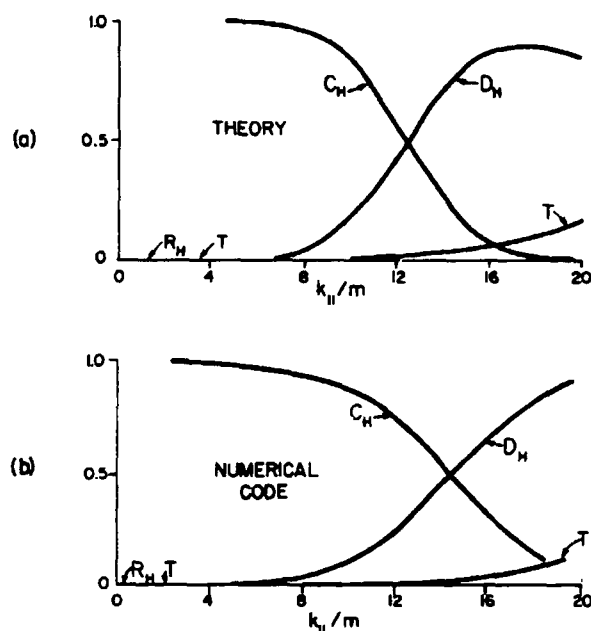 (a)
1.0
0.5
0
THEORY
C_H
D_H
T
R_H
T
0 4 8 12 16 20
k_{||}/m
(b)
1.0
0.5
0
NUMERICAL
CODE
C_H
D_H
T
R_H
T
0 4 8 12 16 20
k_{||}/m